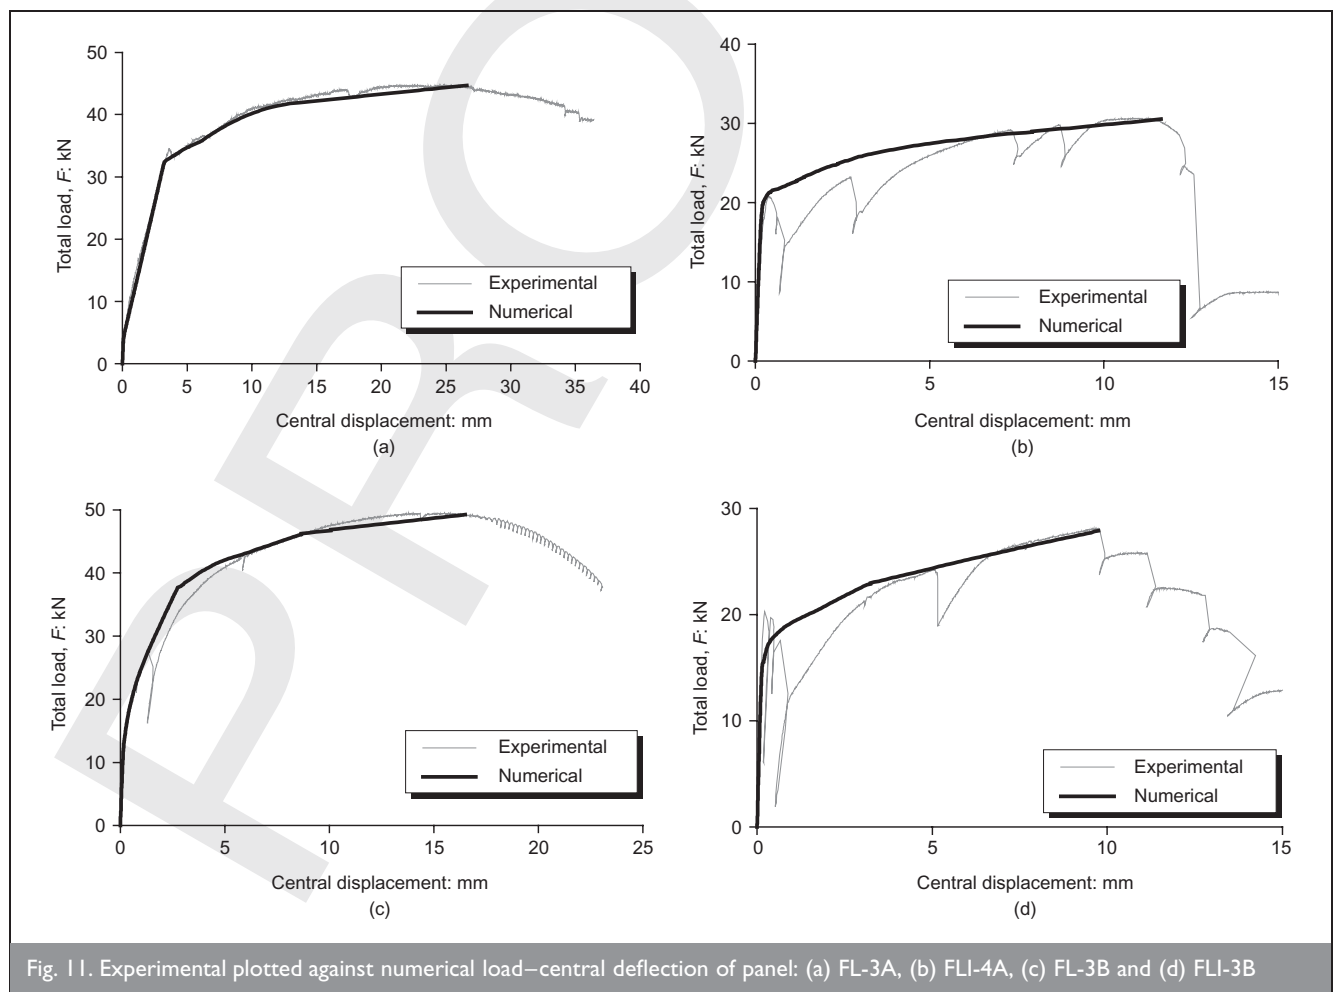 50
40
30
20
10
0
Total load, F: kN
Experimental
Numerical
0 5 10 15 20 25 30 35 40
Central displacement: mm
(a)
40
30
20
10
0
Total load, F: kN
Experimental
Numerical
0 5 10 15
Central displacement: mm
(b)
50
40
30
20
10
0
Total load, F: kN
Experimental
Numerical
0 5 10 15 20 25
Central displacement: mm
(c)
30
20
10
0
Total load, F: kN
Experimental
Numerical
0 5 10 15
Central displacement: mm
(d)
PRO
Fig. 11. Experimental plotted against numerical load–central deflection of panel: (a) FL-3A, (b) FLI-4A, (c) FL-3B and (d) FLI-3B